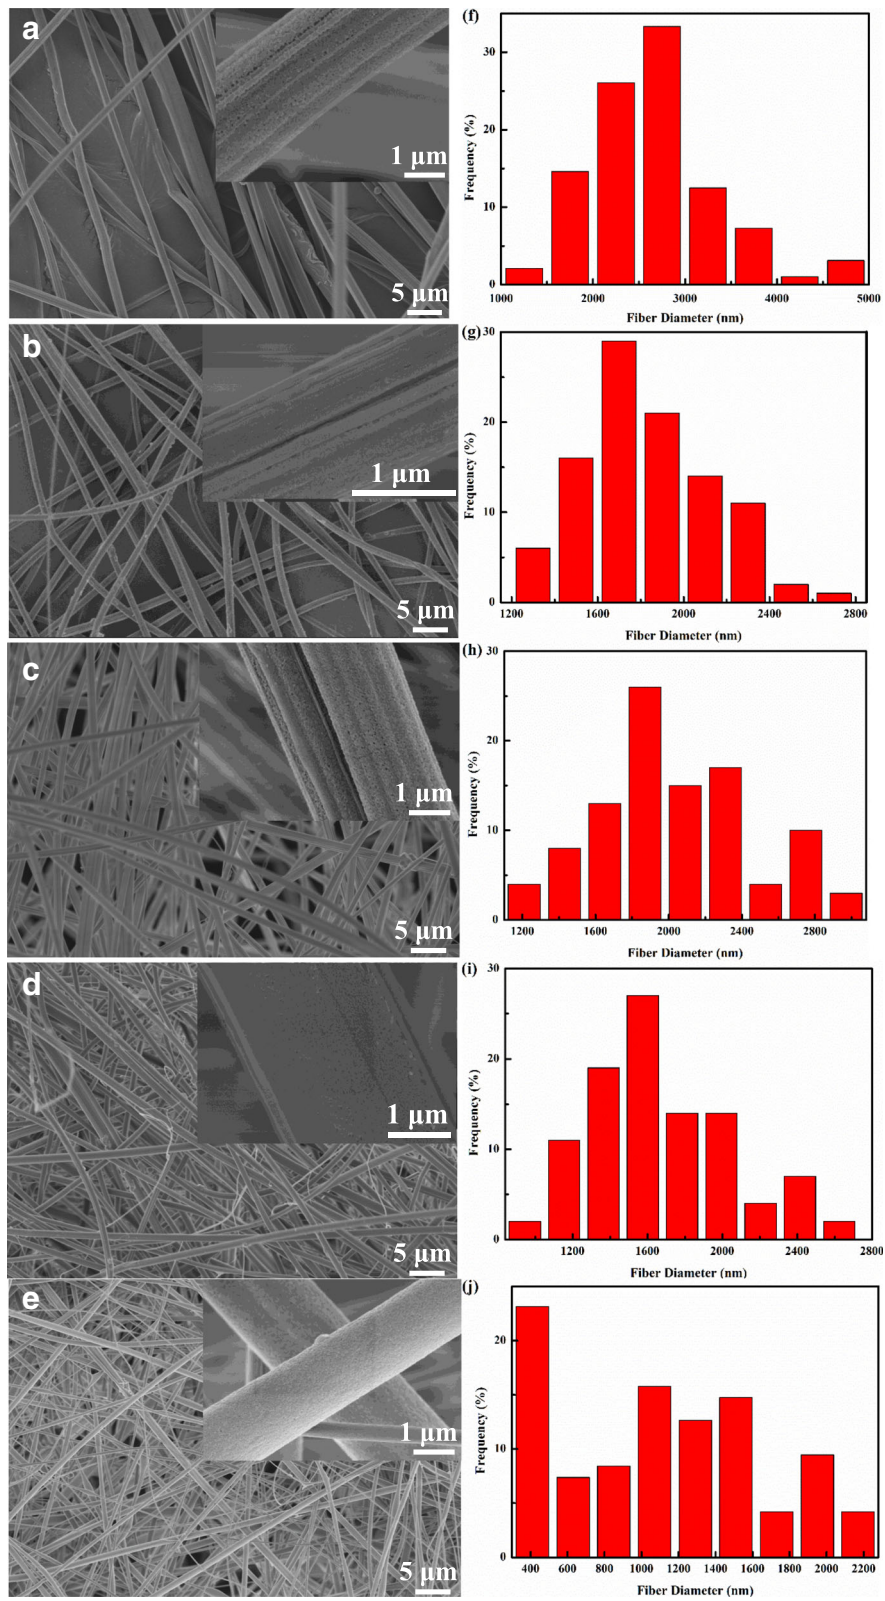 a
1 µm
5 µm
(f)
30
20
10
0
Frequency (%)
1000 2000 3000 4000 5000
Fiber Diameter (nm)
b
1 µm
5 µm
(g)
30
20
10
0
Frequency (%)
1200 1600 2000 2400 2800
Fiber Diameter (nm)
c
1 µm
5 µm
(h)
30
20
10
0
Frequency (%)
1200 1600 2000 2400 2800
Fiber Diameter (nm)
d
1 µm
5 µm
(i)
30
20
10
0
Frequency (%)
1200 1600 2000 2400 2800
Fiber Diameter (nm)
e
1 µm
5 µm
(j)
20
10
0
Frequency (%)
400 600 800 1000 1200 1400 1600 2000 2200
Fiber Diameter (nm)